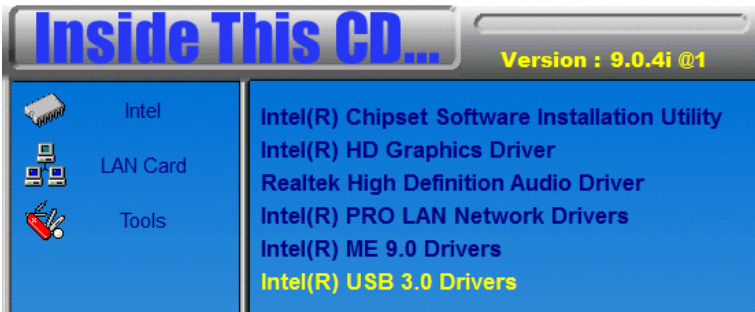 Inside This CD...
Version : 9.0.4i @1
Intel
LAN Card
Tools
Intel(R) Chipset Software Installation Utility
Intel(R) HD Graphics Driver
Realtek High Definition Audio Driver
Intel(R) PRO LAN Network Drivers
Intel(R) ME 9.0 Drivers
Intel(R) USB 3.0 Drivers